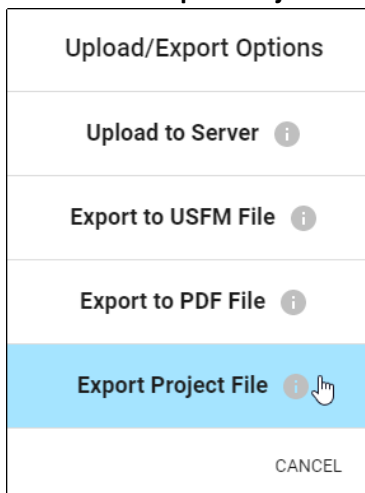 Upload/Export Options
Upload to Server
Export to USFM File
Export to PDF File
Export Project File
CANCEL